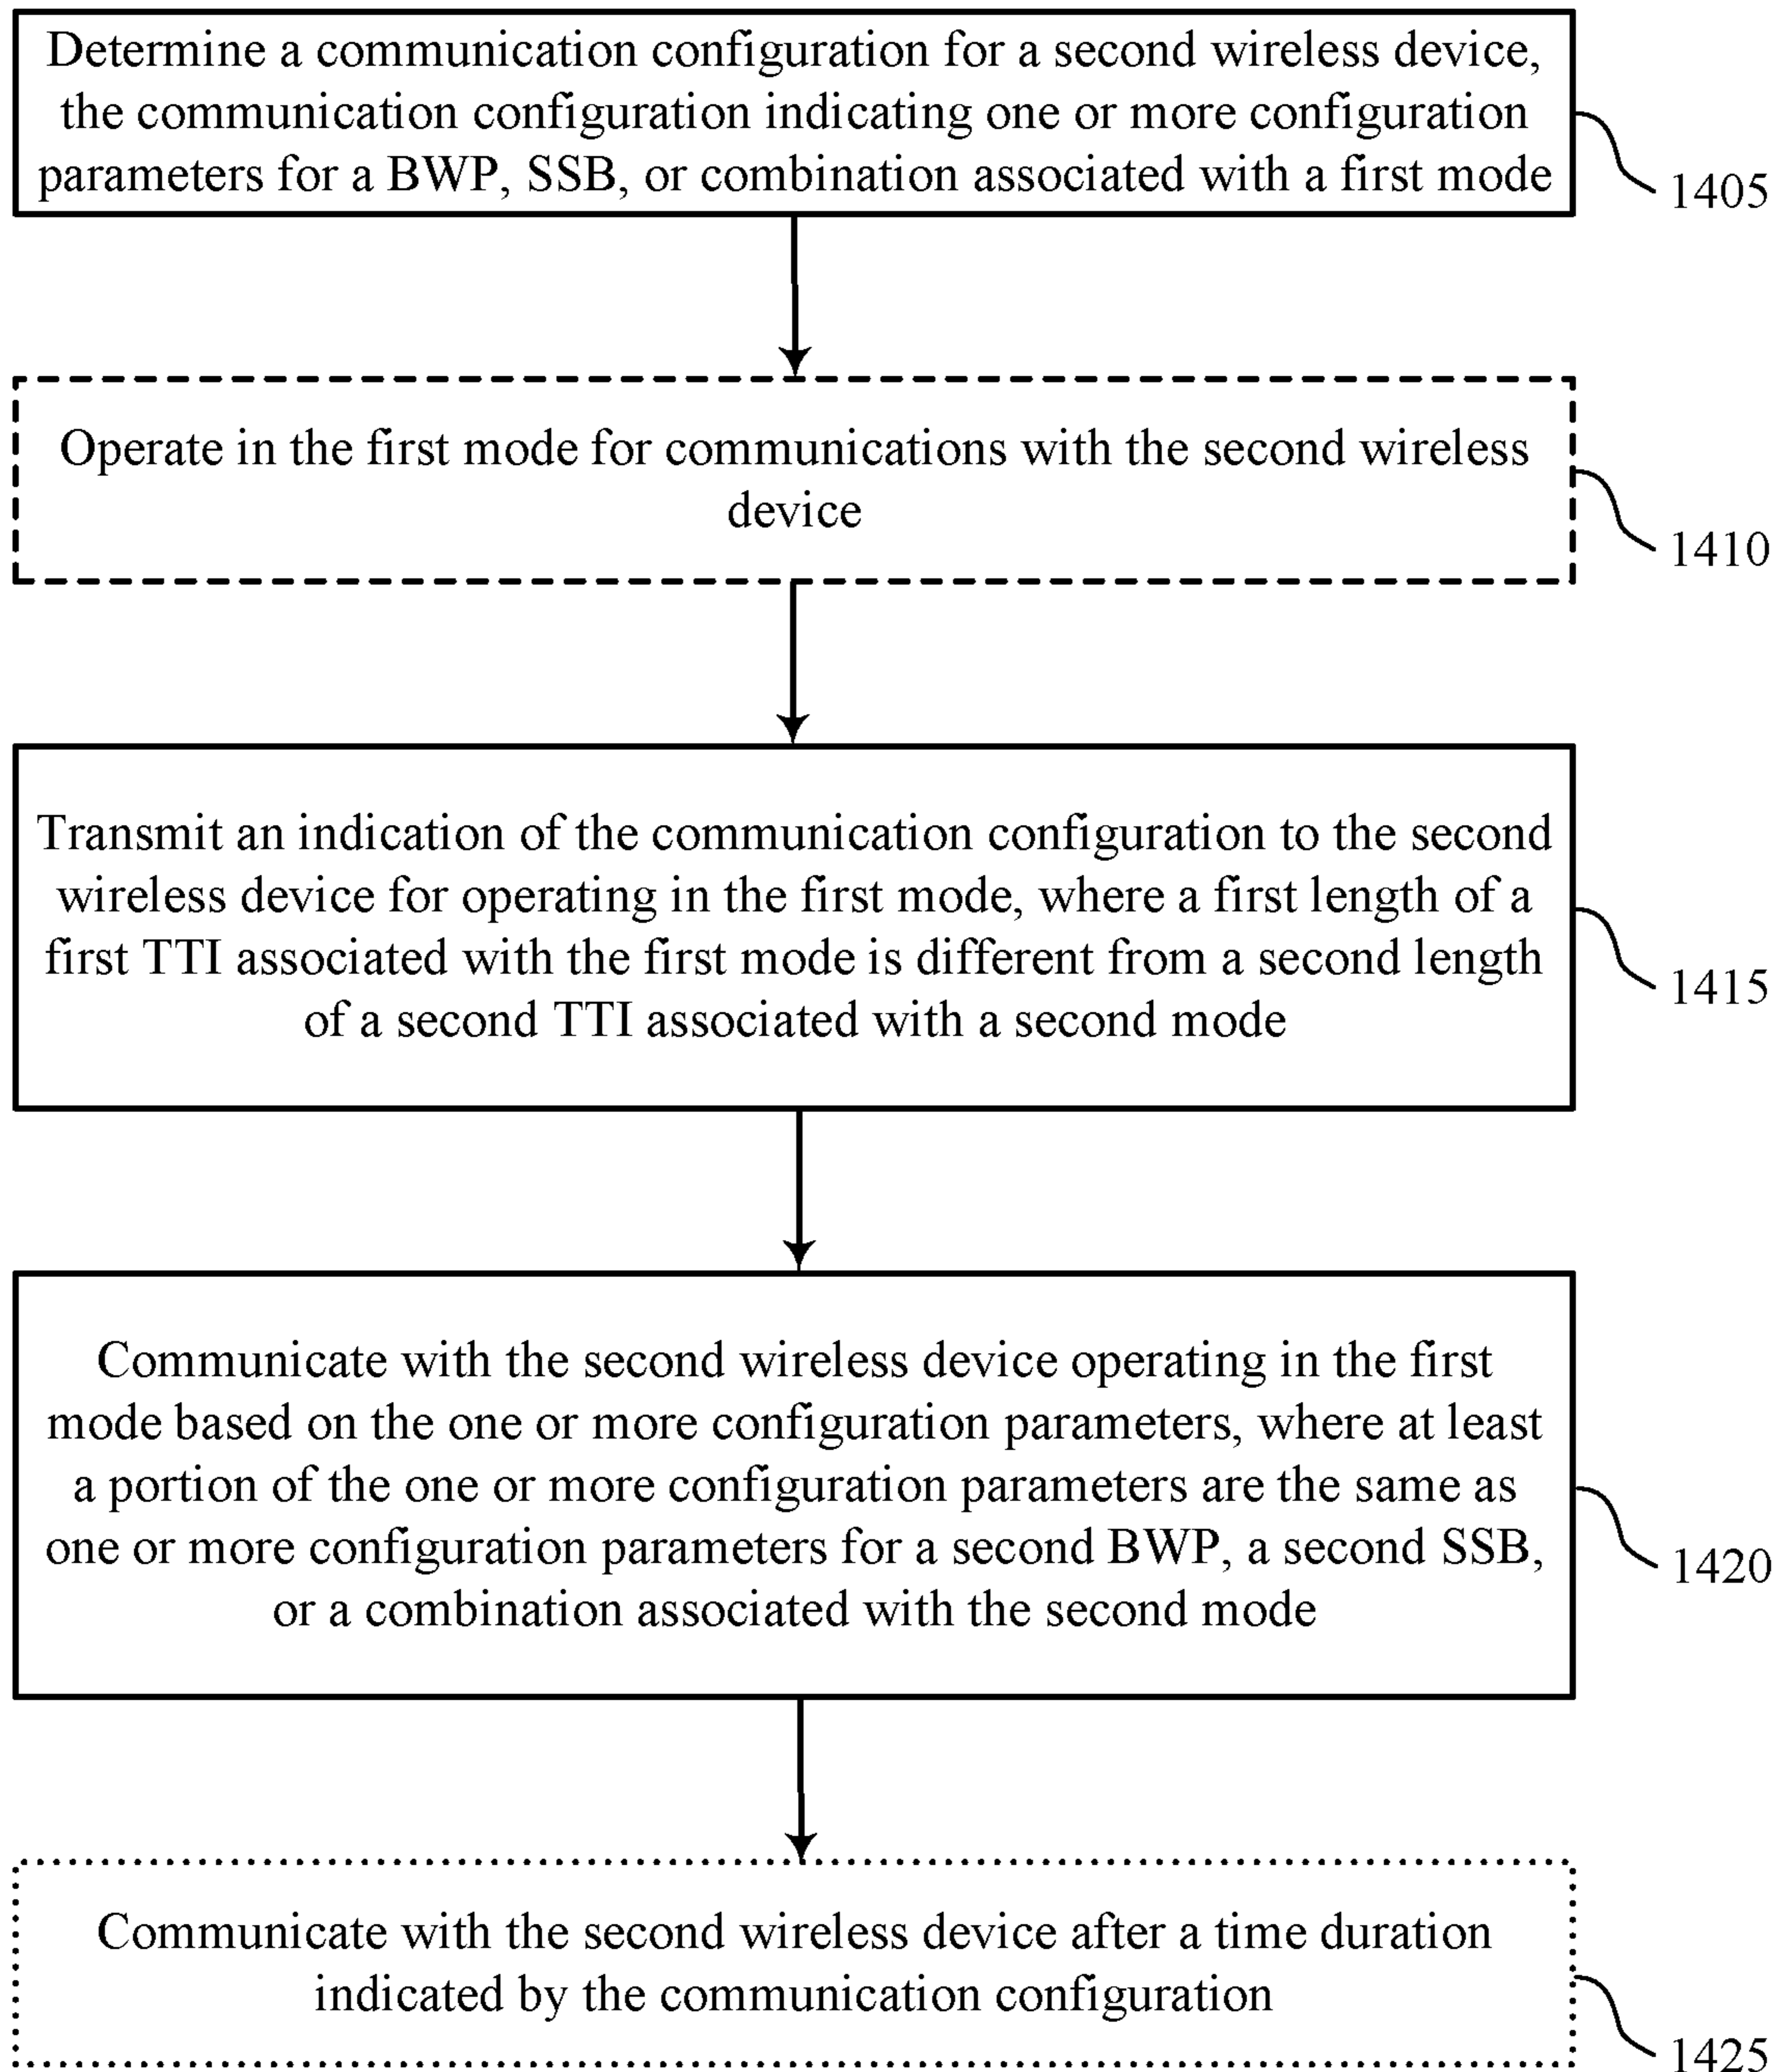 Determine a communication configuration for a second wireless device,
the communication configuration indicating one or more configuration
parameters for a BWP, SSB, or combination associated with a first mode
1405
Operate in the first mode for communications with the second wireless
device
1410
Transmit an indication of the communication configuration to the second
wireless device for operating in the first mode, where a first length of a
first TTI associated with the first mode is different from a second length
of a second TTI associated with a second mode
1415
Communicate with the second wireless device operating in the first
mode based on the one or more configuration parameters, where at least
a portion of the one or more configuration parameters are the same as
one or more configuration parameters for a second BWP, a second SSB,
or a combination associated with the second mode
1420
Communicate with the second wireless device after a time duration
indicated by the communication configuration
1425